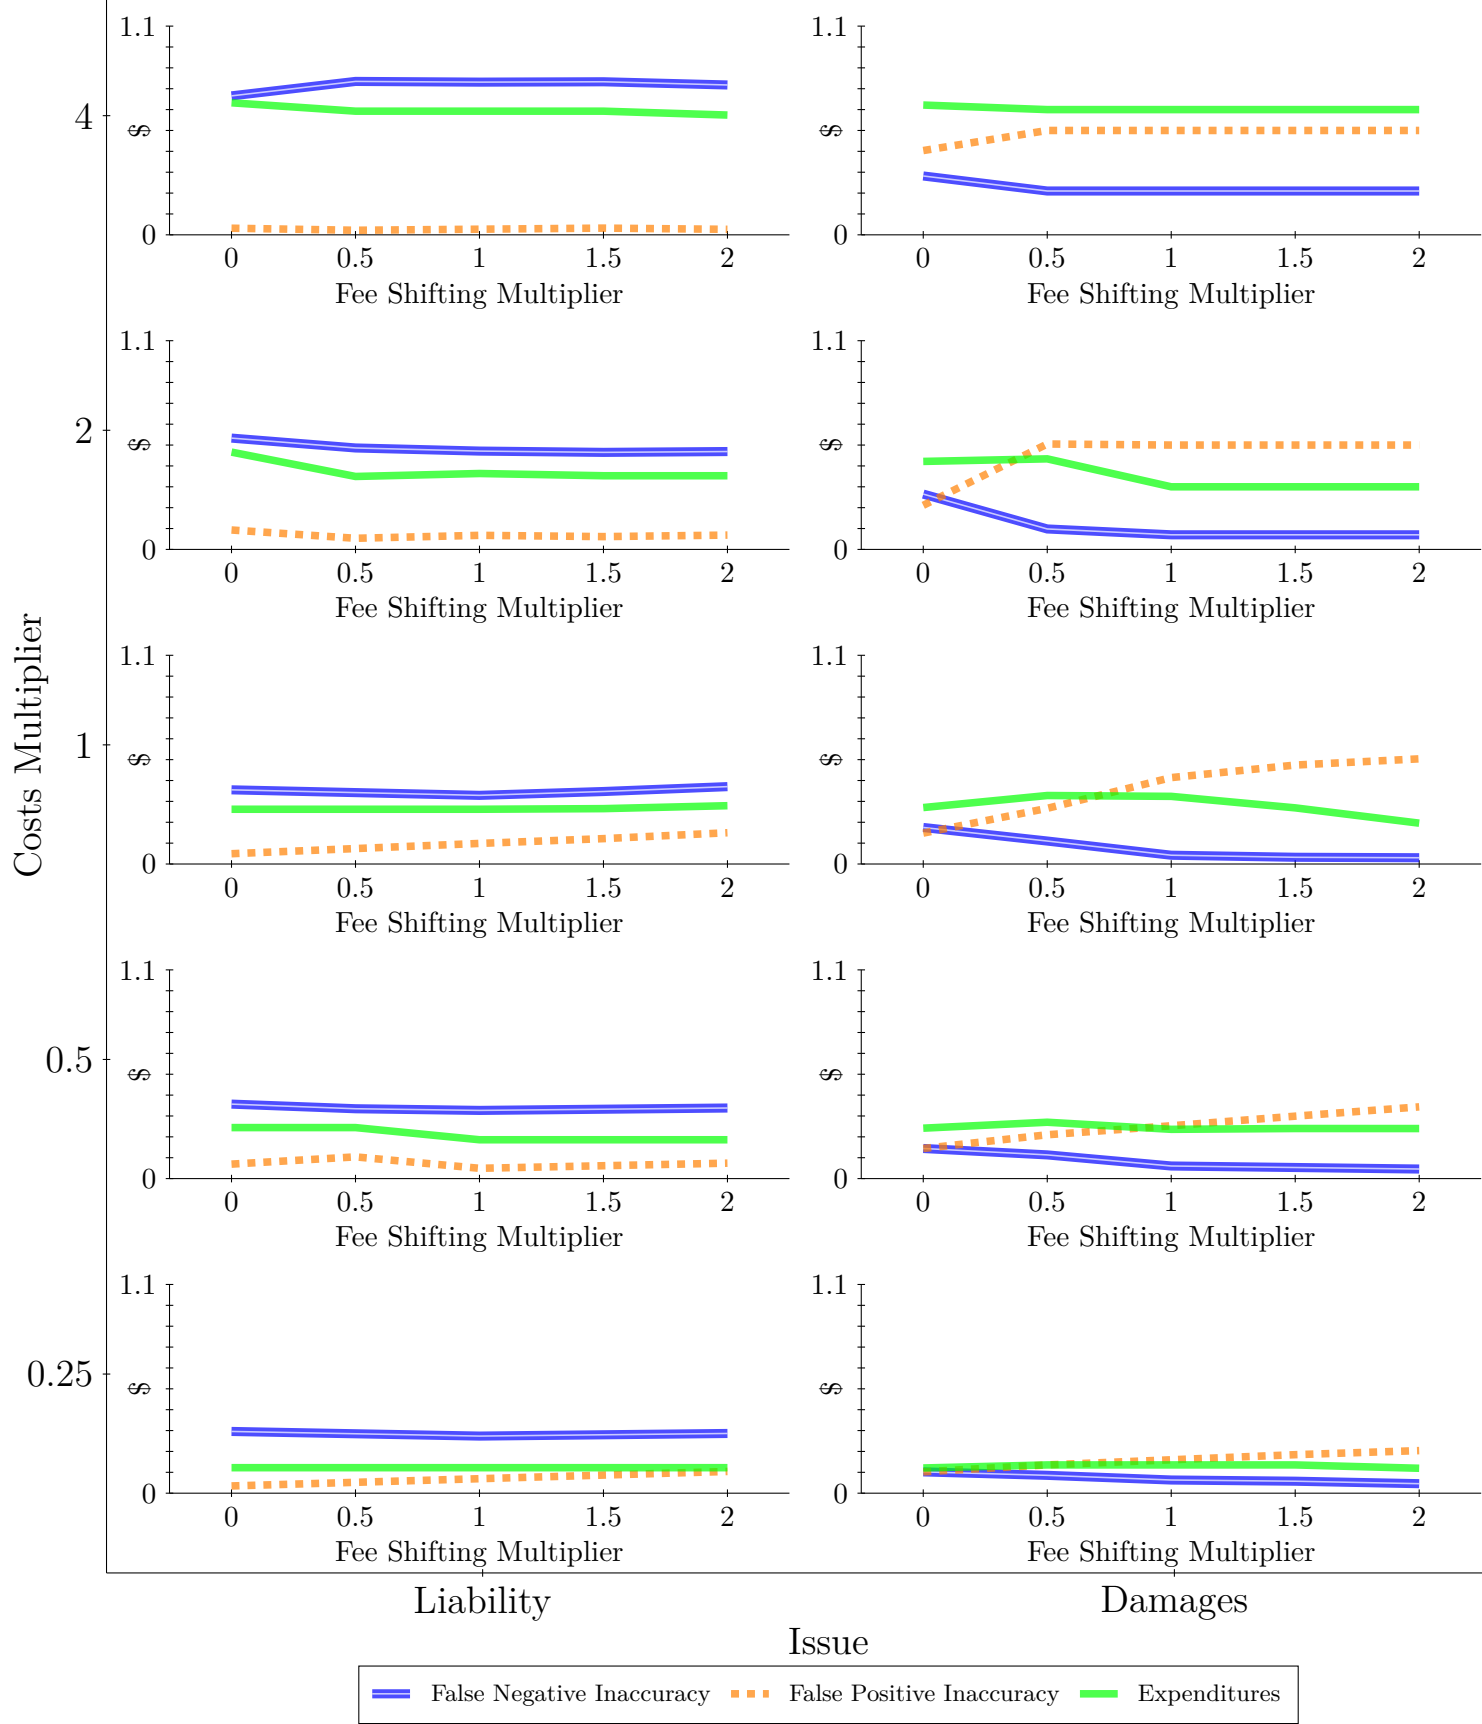 Costs Multiplier
4
1.1
$
0
0 0.5 1 1.5 2
Fee Shifting Multiplier
1.1
$
0
0 0.5 1 1.5 2
Fee Shifting Multiplier
2
1.1
$
0
0 0.5 1 1.5 2
Fee Shifting Multiplier
1.1
$
0
0 0.5 1 1.5 2
Fee Shifting Multiplier
1
1.1
$
0
0 0.5 1 1.5 2
Fee Shifting Multiplier
1.1
$
0
0 0.5 1 1.5 2
Fee Shifting Multiplier
0.5
1.1
$
0
0 0.5 1 1.5 2
Fee Shifting Multiplier
1.1
$
0
0 0.5 1 1.5 2
Fee Shifting Multiplier
0.25
1.1
$
0
0 0.5 1 1.5 2
Fee Shifting Multiplier
1.1
$
0
0 0.5 1 1.5 2
Fee Shifting Multiplier
Liability Damages
Issue
False Negative Inaccuracy False Positive Inaccuracy Expenditures